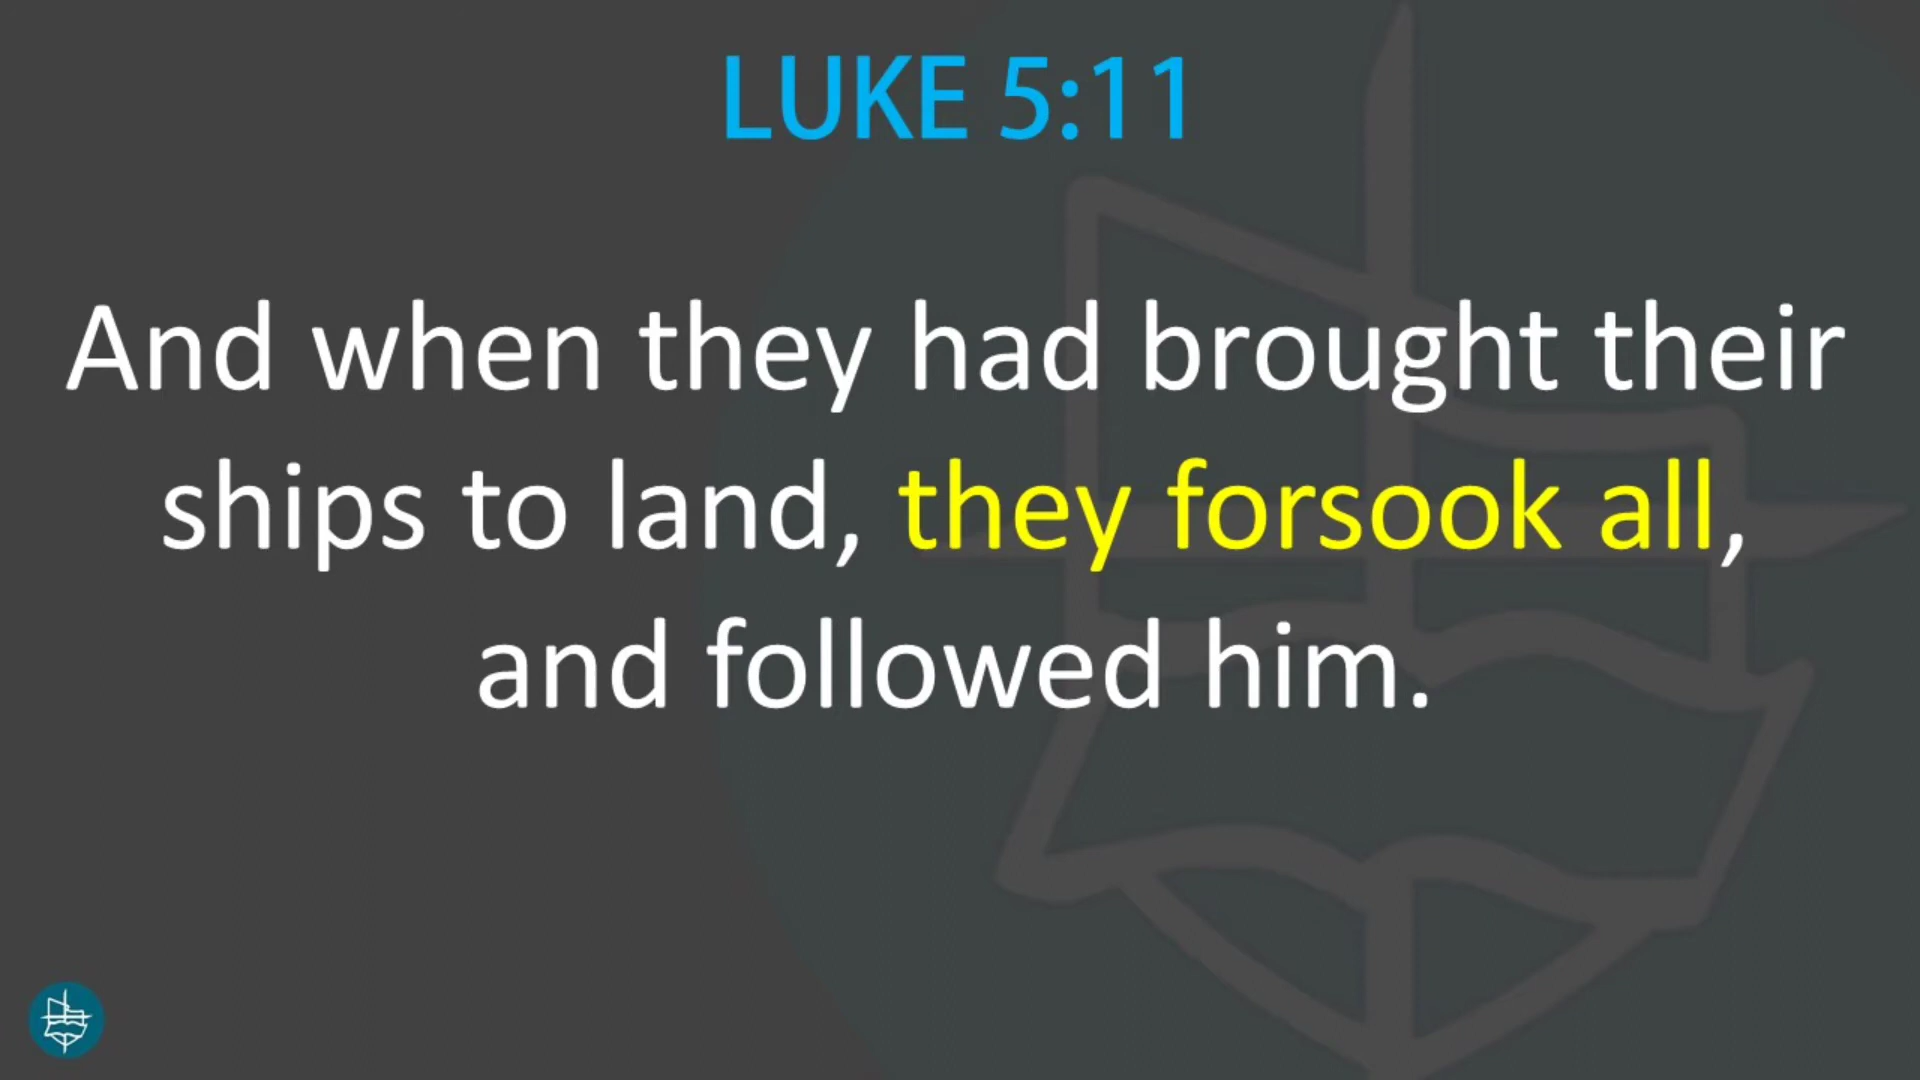 LUKE 5:11
And when they had brought their
ships to land, they forsook all,
and followed him.